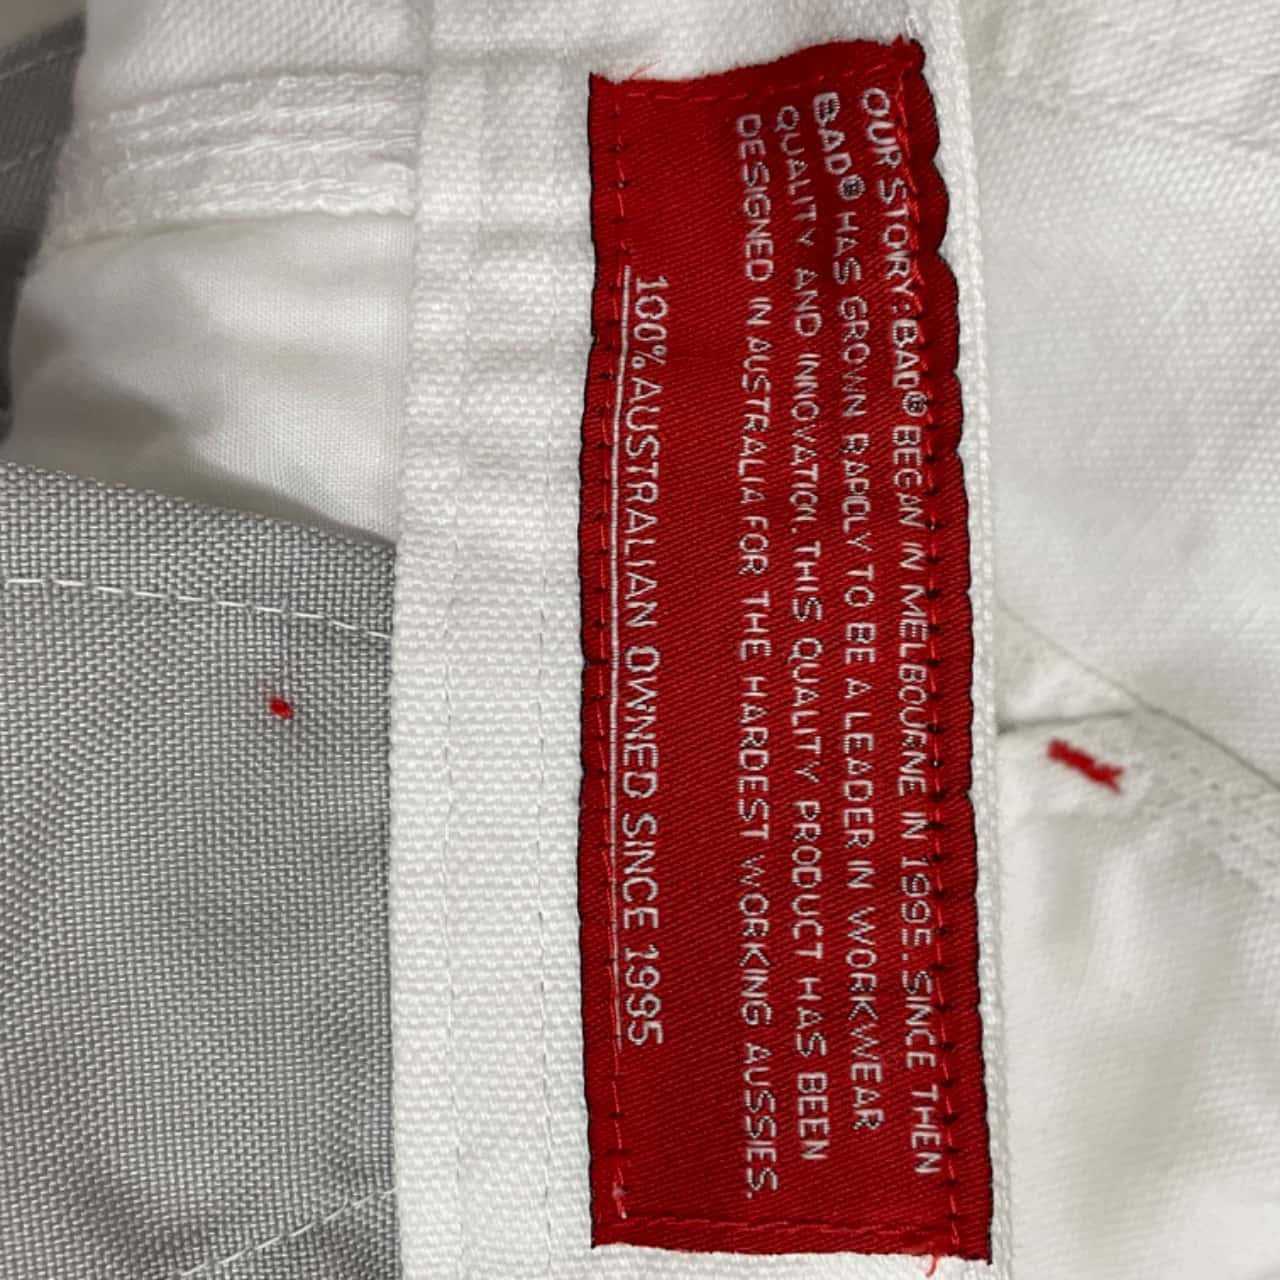 OUR STORY: BAD® BEGAN IN MELBOURNE IN 1995. SINCE THEN
BAD® HAS GROWN RAPIDLY TO BE A LEADER IN WORKWEAR
QUALITY AND INNOVATION. THIS QUALITY PRODUCT HAS BEEN
DESIGNED IN AUSTRALIA FOR THE HARDEST WORKING AUSSIES.
100% AUSTRALIAN OWNED SINCE 1995